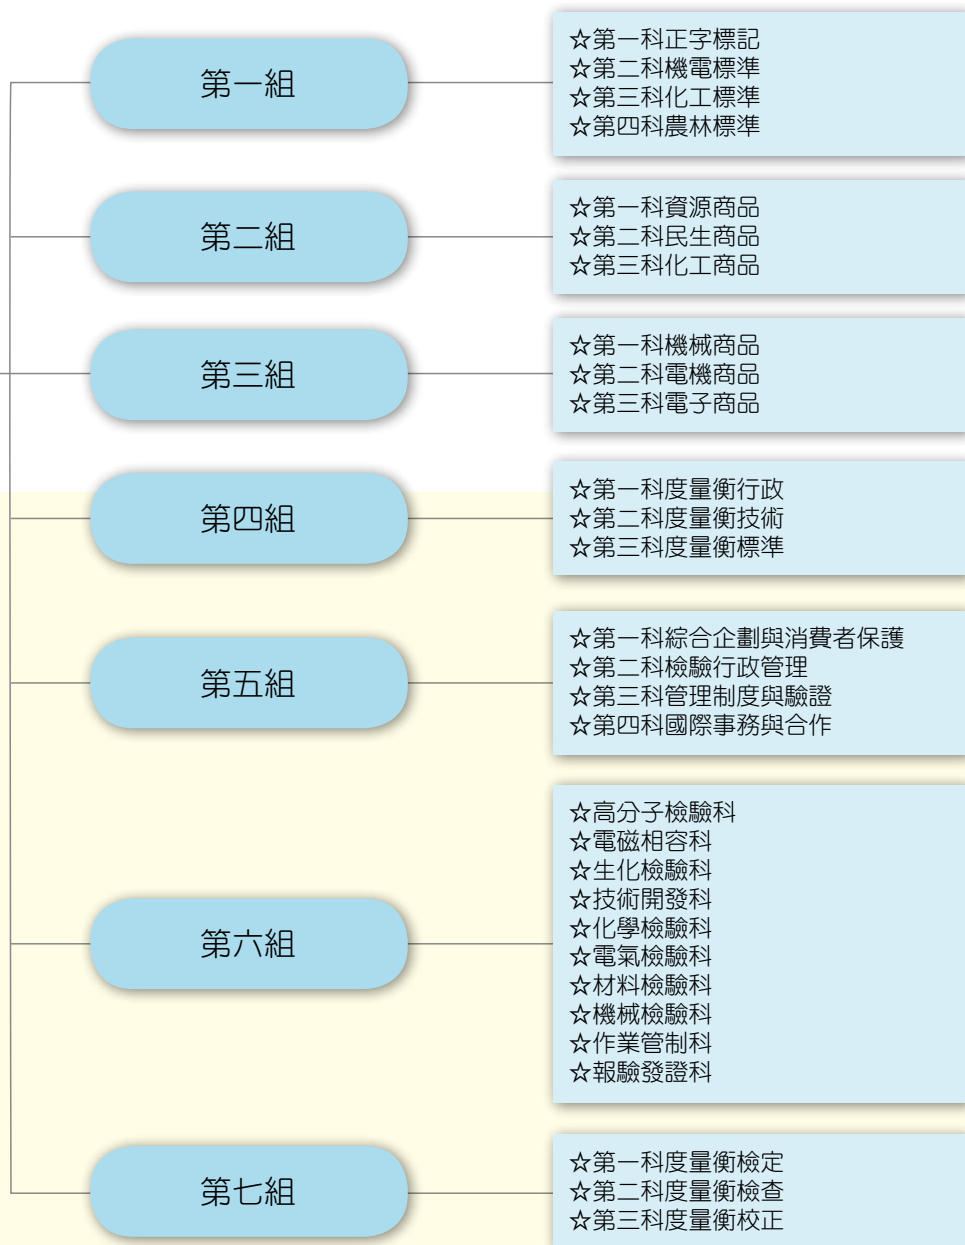 第一組
☆第一科正字標記
☆第二科機電標準
☆第三科化工標準
☆第四科農林標準
第二組
☆第一科資源商品
☆第二科民生商品
☆第三科化工商品
第三組
☆第一科機械商品
☆第二科電機商品
☆第三科電子商品
第四組
☆第一科度量衡行政
☆第二科度量衡技術
☆第三科度量衡標準
第五組
☆第一科綜合企劃與消費者保護
☆第二科檢驗行政管理
☆第三科管理制度與驗證
☆第四科國際事務與合作
第六組
☆高分子檢驗科
☆電磁相容科
☆生化檢驗科
☆技術開發科
☆化學檢驗科
☆電氣檢驗科
☆材料檢驗科
☆機械檢驗科
☆作業管制科
☆報驗發證科
第七組
☆第一科度量衡檢定
☆第二科度量衡檢查
☆第三科度量衡校正